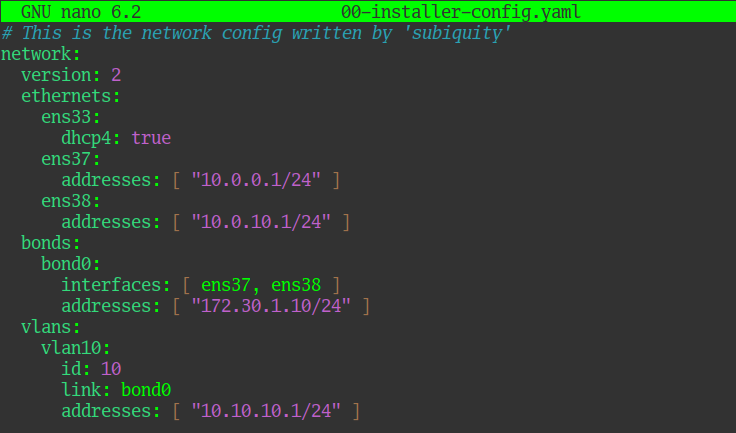 GNU nano 6.2 00-installer-config.yaml
# This is the network config written by 'subiquity'
network:
  version: 2
  ethernets:
    ens33:
      dhcp4: true
    ens37:
      addresses: [ "10.0.0.1/24" ]
    ens38:
      addresses: [ "10.0.10.1/24" ]
  bonds:
    bond0:
      interfaces: [ ens37, ens38 ]
      addresses: [ "172.30.1.10/24" ]
  vlans:
    vlan10:
      id: 10
      link: bond0
      addresses: [ "10.10.10.1/24" ]